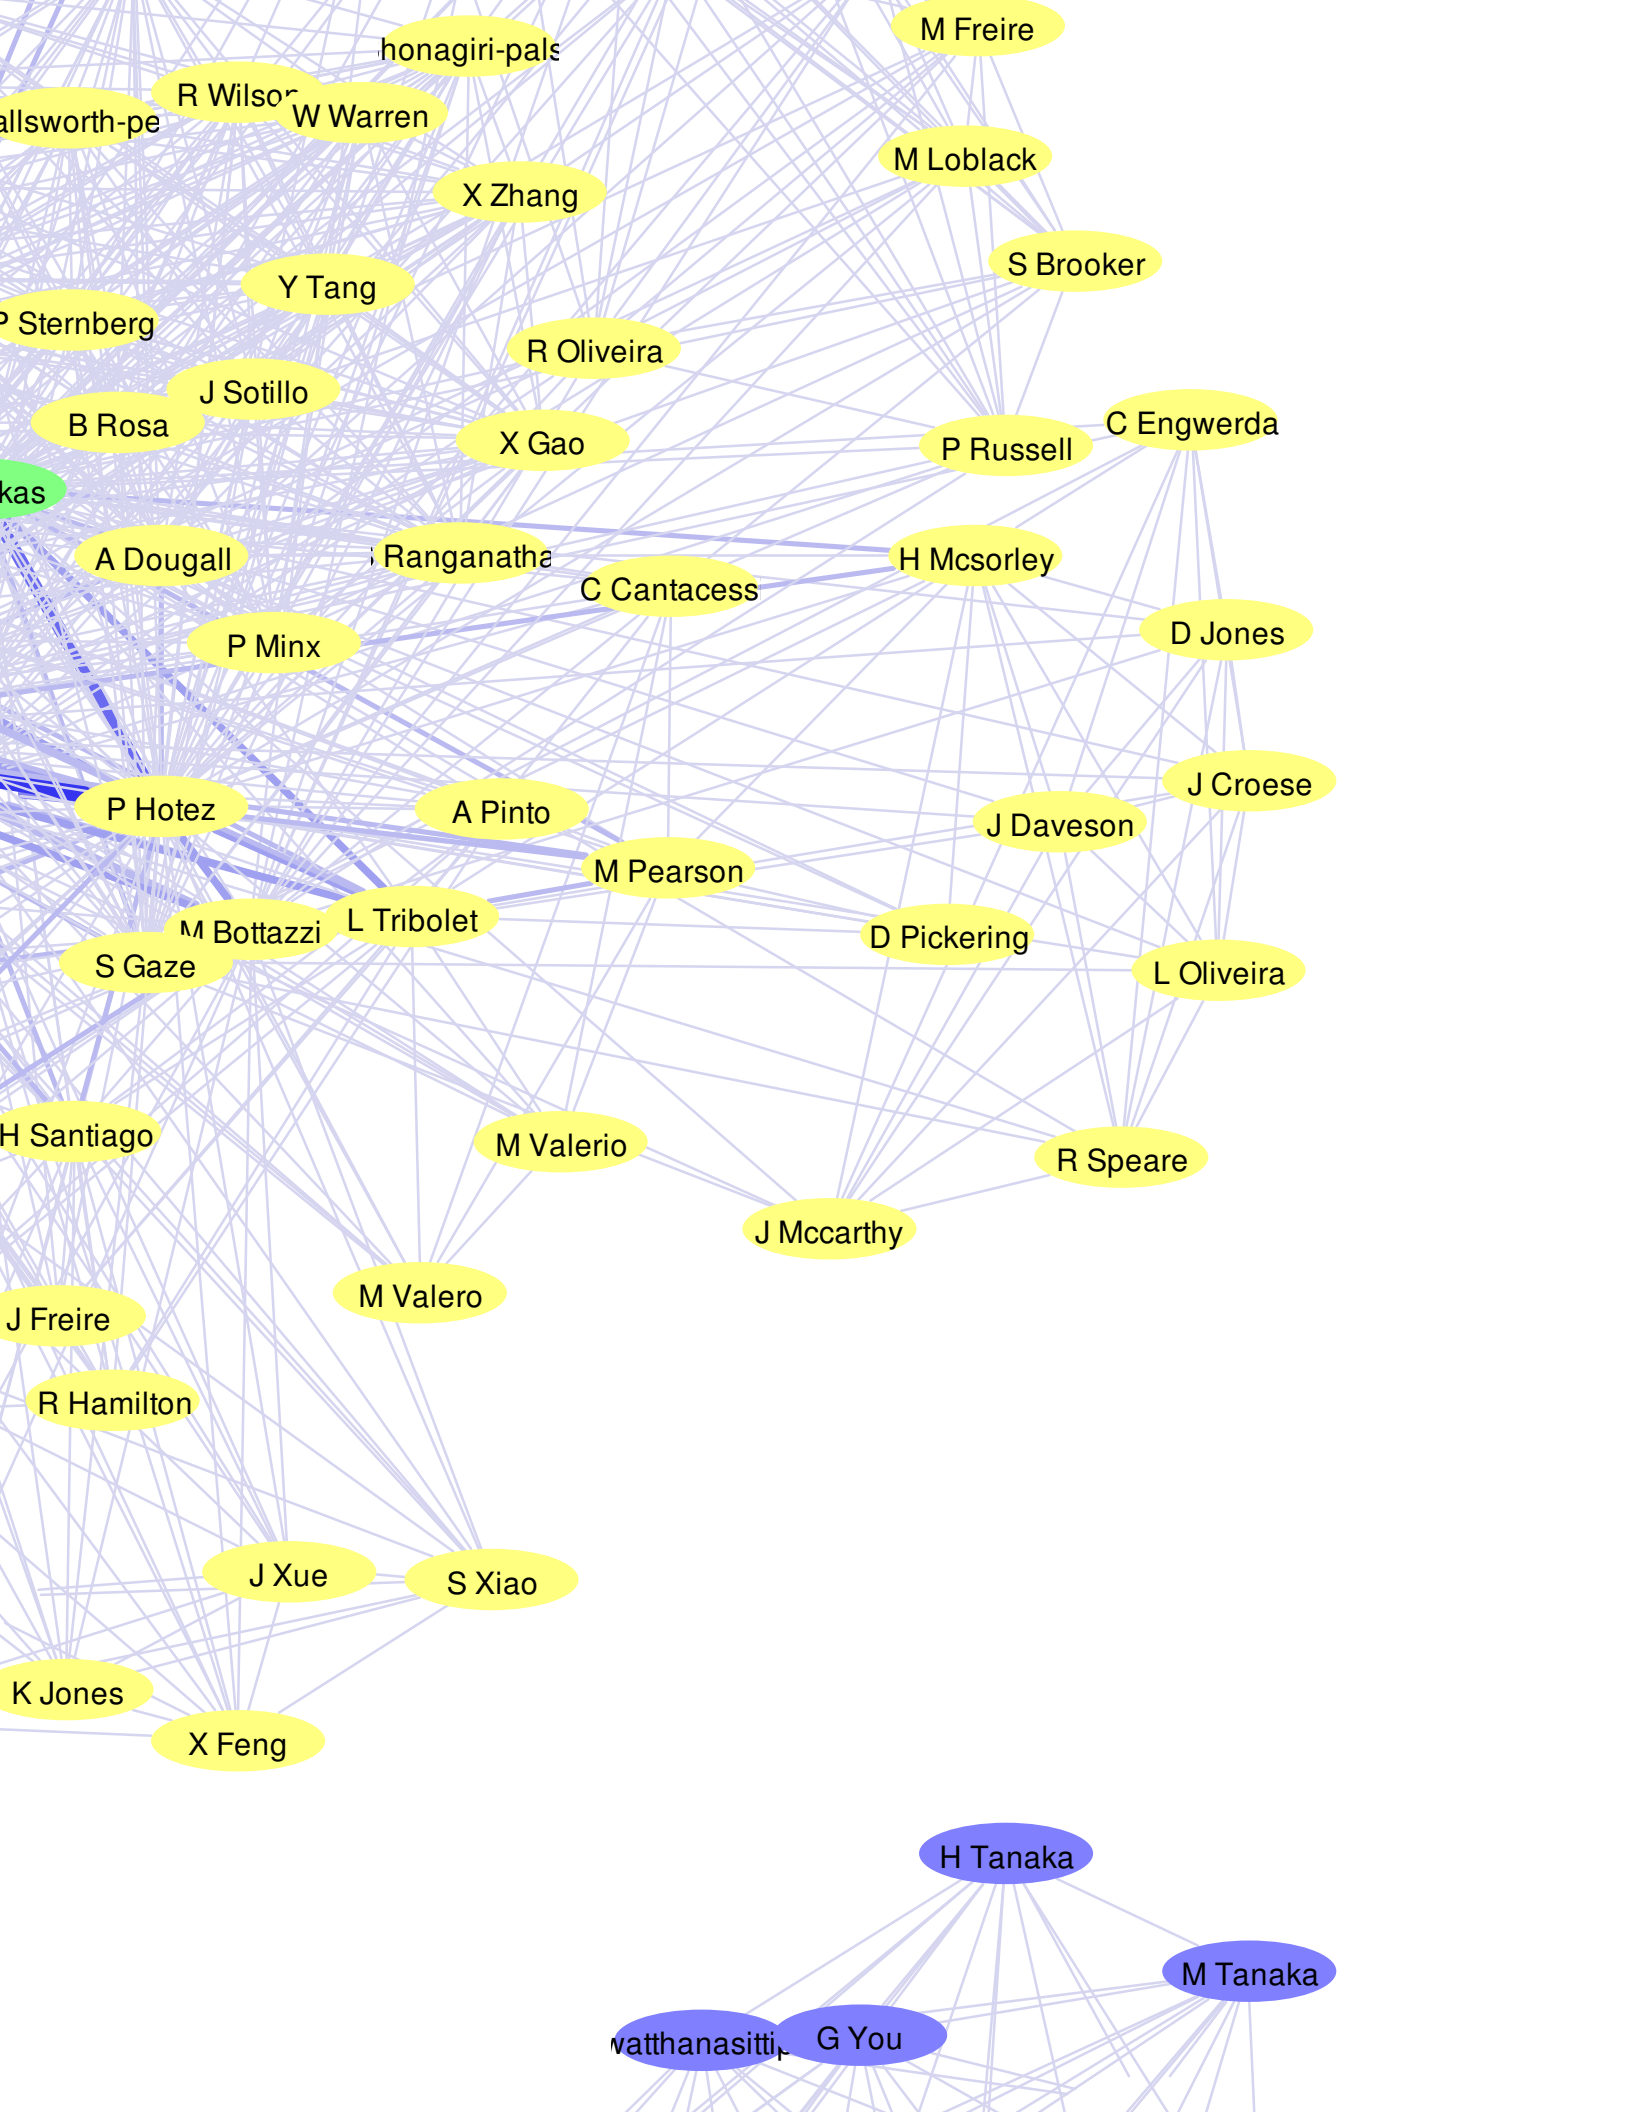 M Freire
honagiri-pals
R Wilson
W Warren
allsworth-pe
M Loblack
X Zhang
S Brooker
Y Tang
P Sternberg
R Oliveira
J Sotillo
B Rosa
X Gao
P Russell
C Engwerda
kas
A Dougall
Ranganatha
H Mcsorley
C Cantacess
P Minx
D Jones
J Croese
P Hotez
A Pinto
J Daveson
M Pearson
L Tribolet
M Bottazzi
D Pickering
S Gaze
L Oliveira
H Santiago
M Valerio
R Speare
J Mccarthy
M Valero
J Freire
R Hamilton
J Xue
S Xiao
K Jones
X Feng
H Tanaka
M Tanaka
watthanasittip
G You